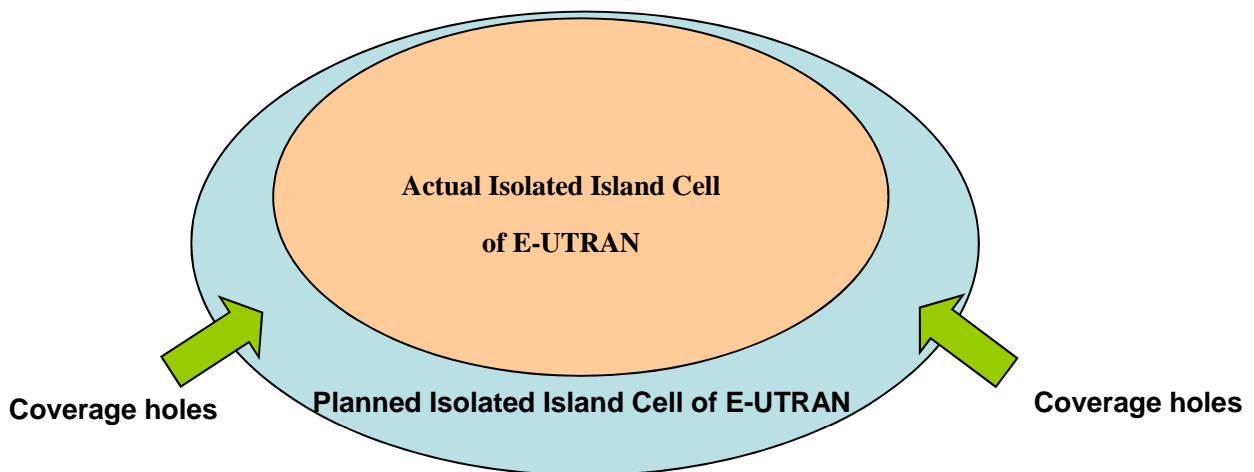 Actual Isolated Island Cell
of E-UTRAN
Coverage holes
Planned Isolated Island Cell of E-UTRAN
Coverage holes